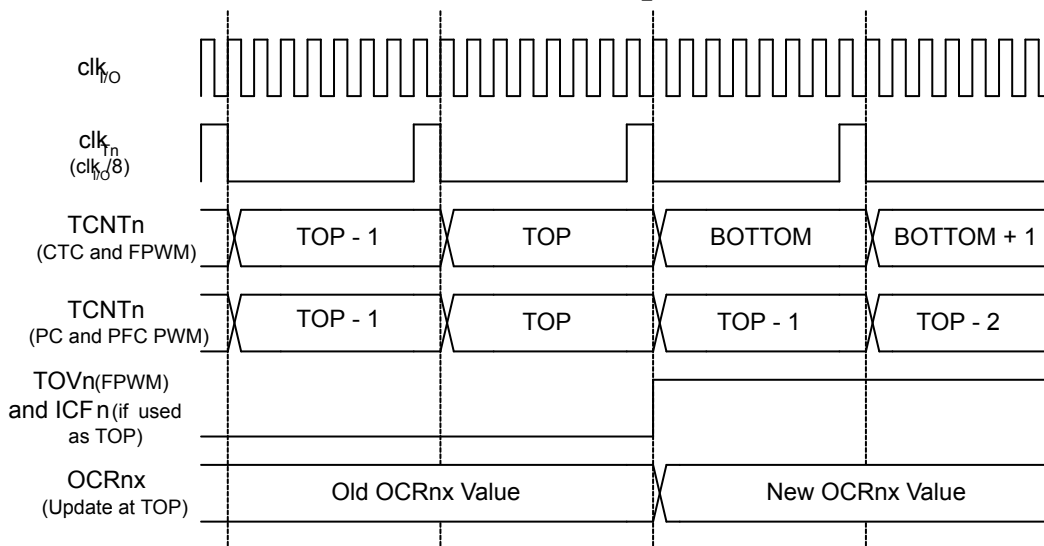 clkI/O
clkTn
(clkI/O/8)
TCNTn
(CTC and FPWM)
TOP - 1
TOP
BOTTOM
BOTTOM + 1
TCNTn
(PC and PFC PWM)
TOP - 1
TOP
TOP - 1
TOP - 2
TOVn(FPWM)
and ICFn(if used
as TOP)
OCRnx
(Update at TOP)
Old OCRnx Value
New OCRnx Value